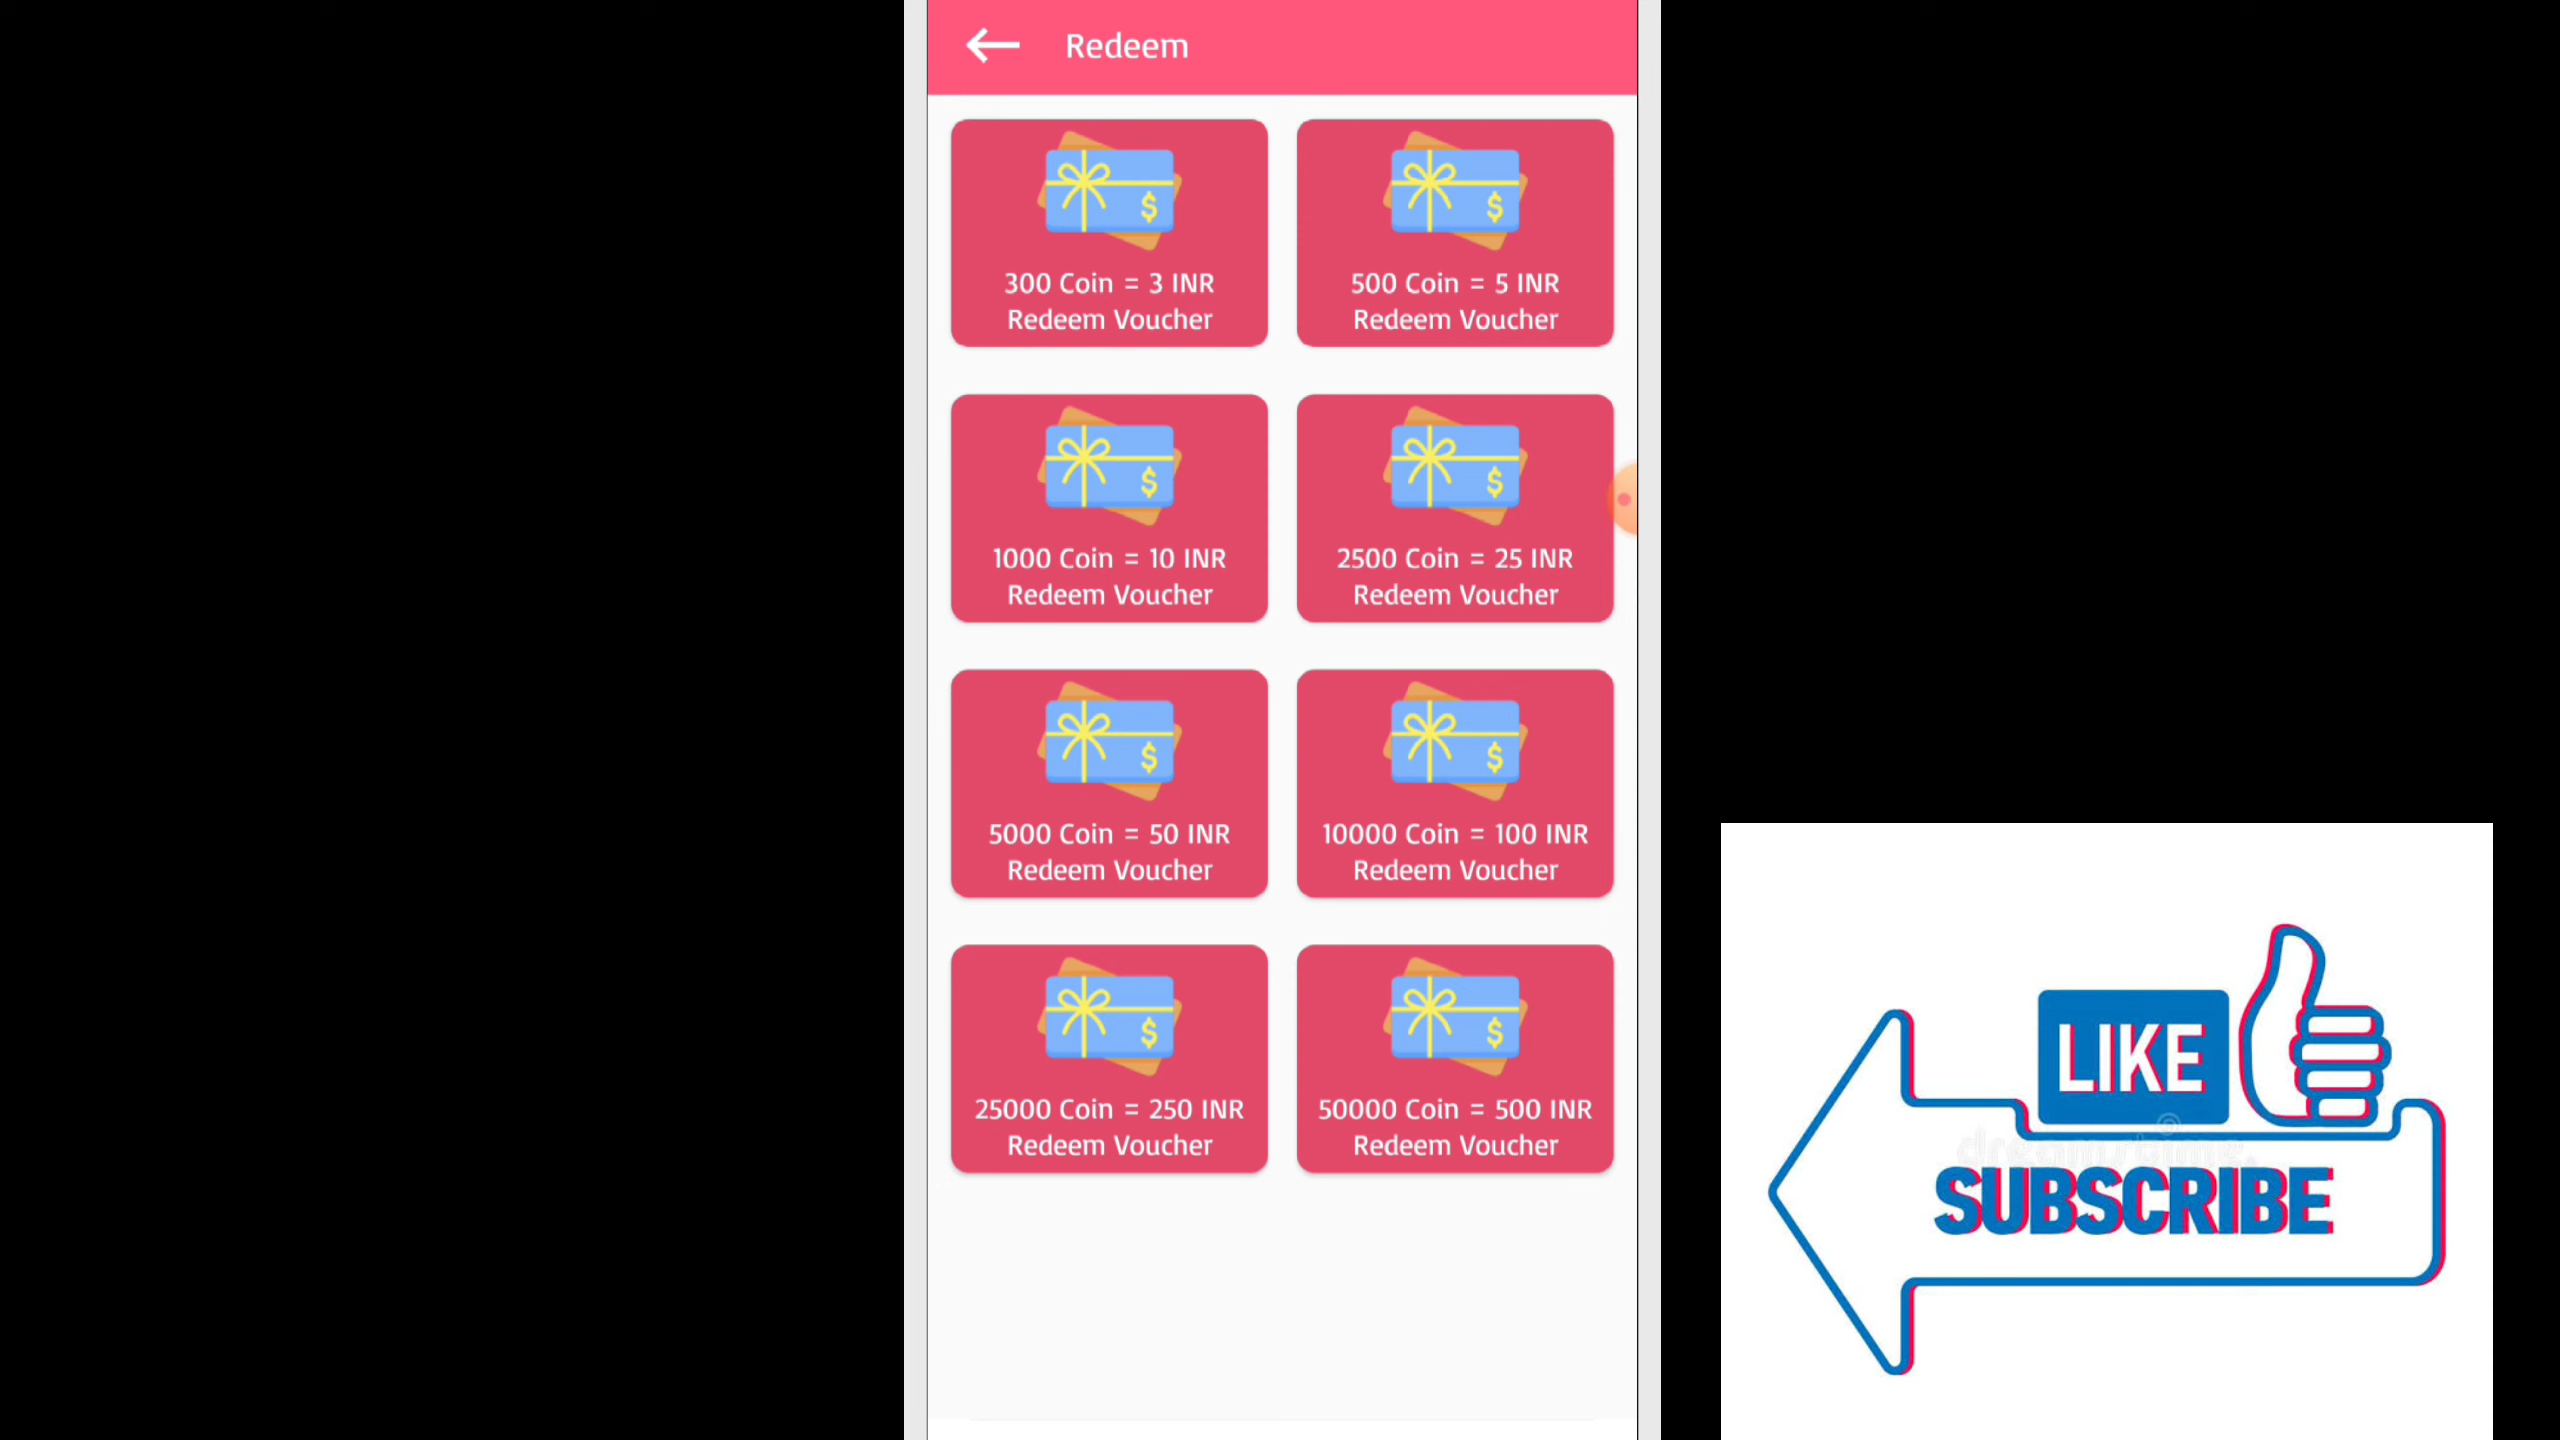 Redeem
300 Coin = 3 INR
Redeem Voucher
500 Coin = 5 INR
Redeem Voucher
1000 Coin = 10 INR
Redeem Voucher
2500 Coin = 25 INR
Redeem Voucher
5000 Coin = 50 INR
Redeem Voucher
10000 Coin = 100 INR
Redeem Voucher
25000 Coin = 250 INR
Redeem Voucher
50000 Coin = 500 INR
Redeem Voucher
LIKE
dreamstime.
SUBSCRIBE